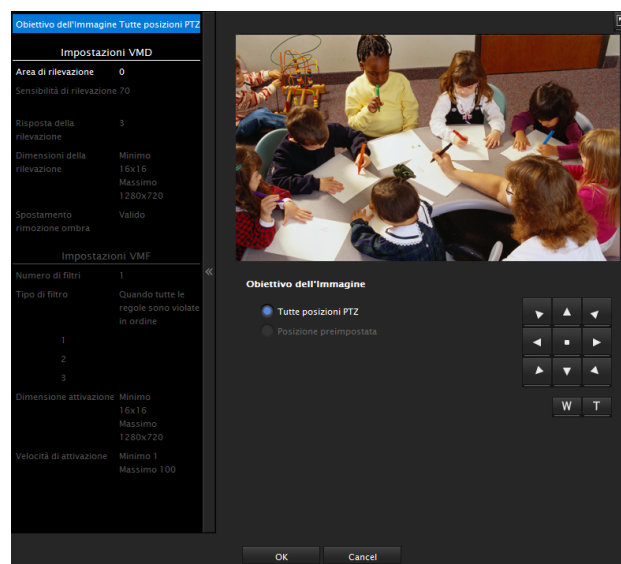 Obiettivo dell'Immagine Tutte posizioni PTZ
Impostazioni VMD
Area di rilevazione 0
Sensibilità di rilevazione 70
Risposta della rilevazione 3
Dimensioni della rilevazione Minimo 16x16 Massimo 1280x720
Spostamento rimozione ombra Valido
Impostazioni VMF
Numero di filtri 1
Tipo di filtro Quando tutte le regole sono violate in ordine
1
2
3
Dimensione attivazione Minimo 16x16 Massimo 1280x720
Velocità di attivazione Minimo 1 Massimo 100
«
Obiettivo dell'Immagine
Tutte posizioni PTZ
Posizione preimpostata
W T
OK Cancel